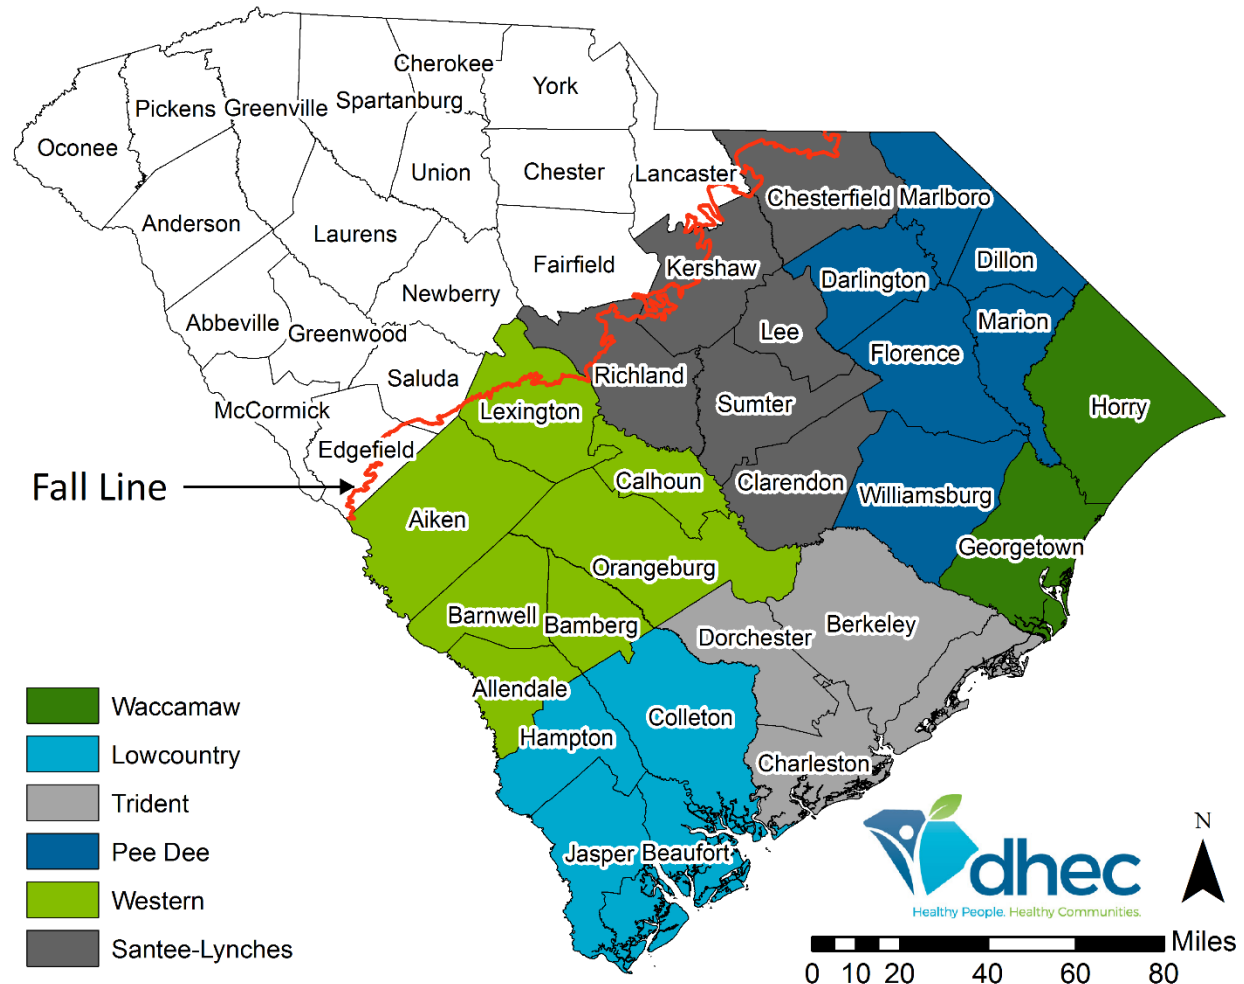 Cherokee
York
Pickens
Greenville
Spartanburg
Oconee
Union
Chester
Lancaster
Chesterfield
Marlboro
Anderson
Laurens
Fairfield
Kershaw
Dillon
Darlington
Newberry
Abbeville
Greenwood
Lee
Marion
Florence
Saluda
Richland
McCormick
Lexington
Sumter
Horry
Edgefield
Fall Line
Calhoun
Clarendon
Williamsburg
Aiken
Georgetown
Orangeburg
Barnwell
Bamberg
Dorchester
Berkeley
Allendale
Colleton
Hampton
Charleston
Jasper
Beaufort
Waccamaw
Lowcountry
Trident
Pee Dee
Western
Santee-Lynches
dhec
Healthy People. Healthy Communities.
N
Miles
0 10 20 40 60 80